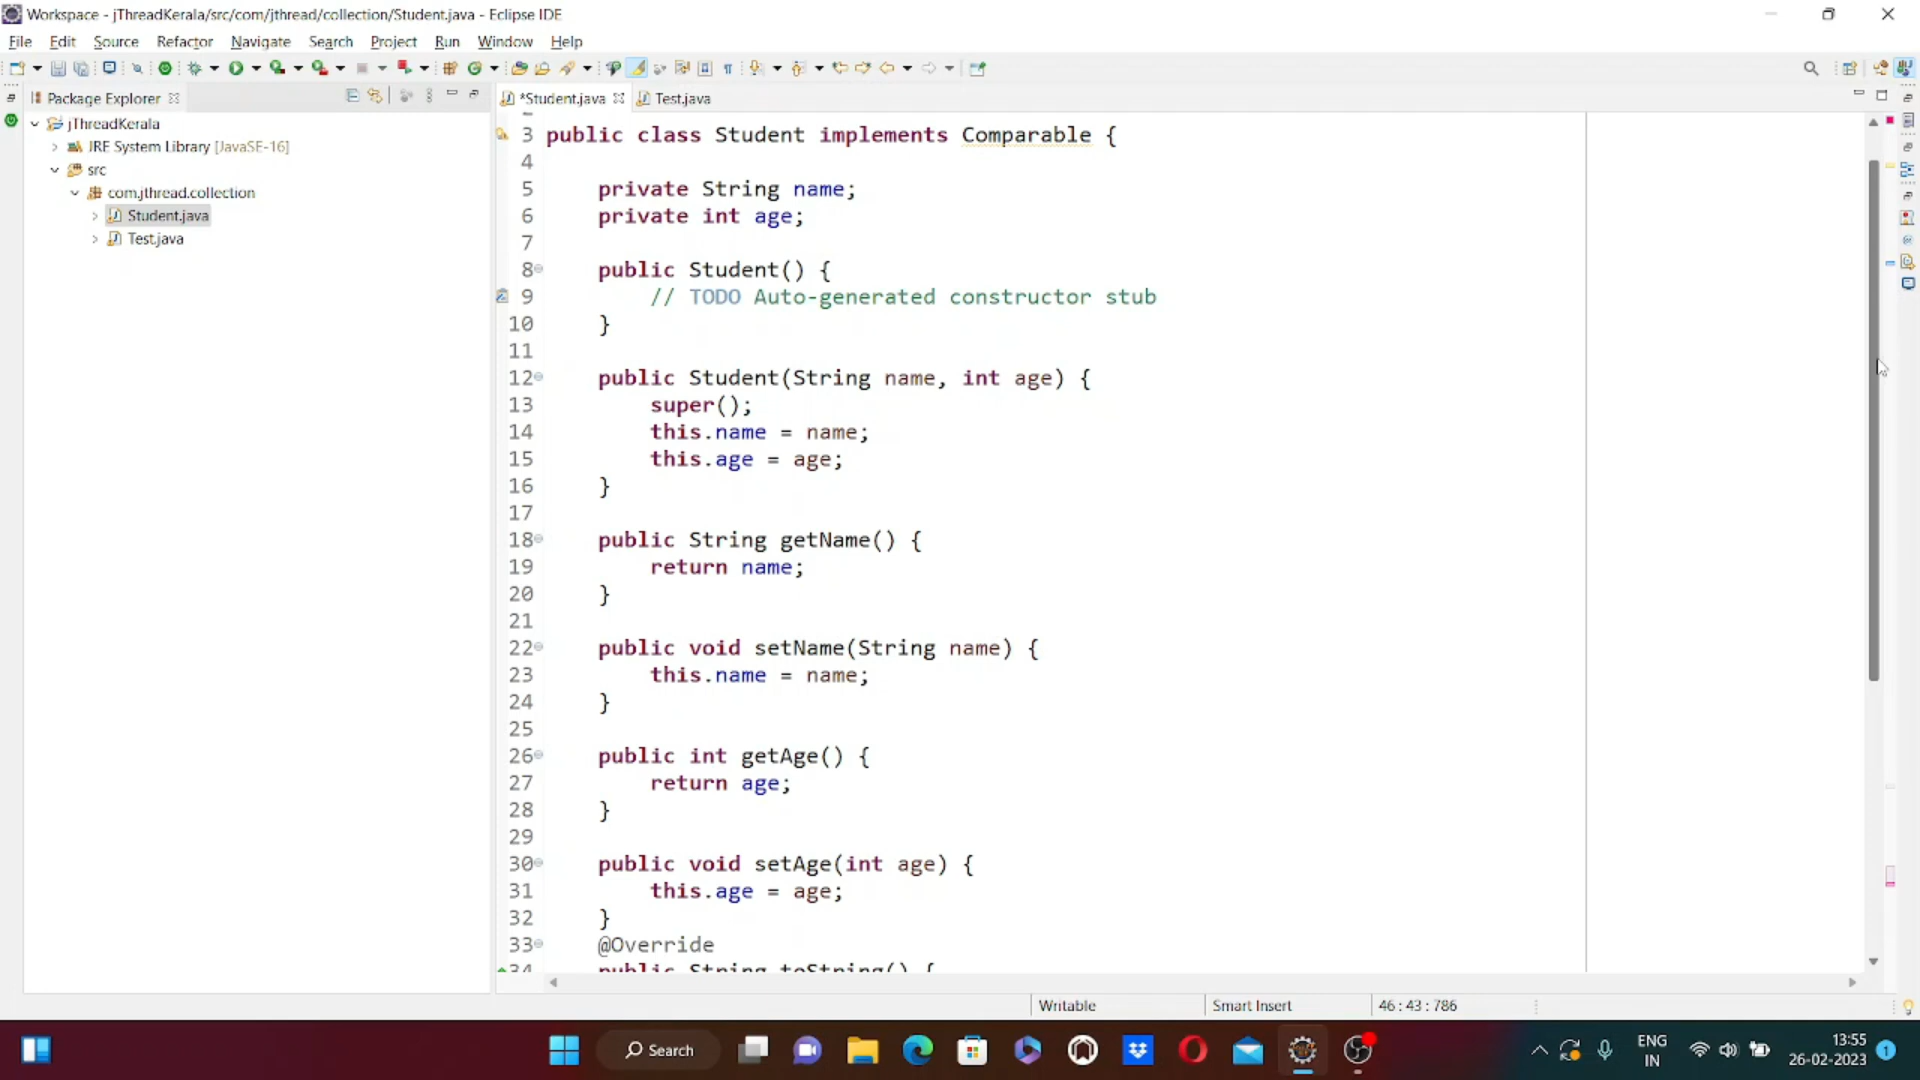 Workspace - jThreadKerala/src/com/jthread/collection/Student.java - Eclipse IDE
File Edit Source Refactor Navigate Search Project Run Window Help
Package Explorer
*Student.java Test.java
jThreadKerala
JRE System Library [JavaSE-16]
src
com.jthread.collection
Student.java
Test.java
3 public class Student implements Comparable {
4
5 private String name;
6 private int age;
7
8 public Student() {
9 // TODO Auto-generated constructor stub
10 }
11
12 public Student(String name, int age) {
13 super();
14 this.name = name;
15 this.age = age;
16 }
17
18 public String getName() {
19 return name;
20 }
21
22 public void setName(String name) {
23 this.name = name;
24 }
25
26 public int getAge() {
27 return age;
28 }
29
30 public void setAge(int age) {
31 this.age = age;
32 }
33 @Override
34 public String toString() {
Writable Smart Insert 46 : 43 : 786
Search
ENG
IN
13:55
26-02-2023
1